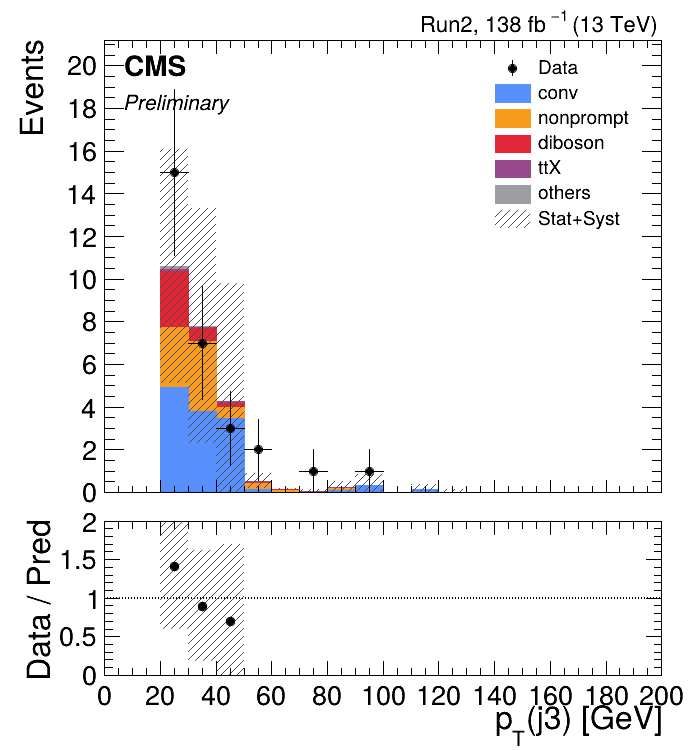 Run2, 138 fb⁻¹ (13 TeV)
CMS
Preliminary
Events
20
18
16
14
12
10
8
6
4
2
0
Data
conv
nonprompt
diboson
ttX
others
Stat+Syst
Data / Pred
2
1.5
1
0.5
0
0 20 40 60 80 100 120 140 160 180 200
p_T(j3) [GeV]